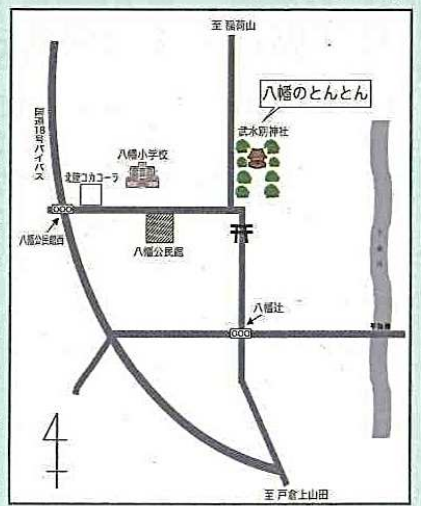 至 稲荷山
八幡のとんとん
武水別神社
国道18号バイパス
八幡小学校
北陸コカコーラ
八幡公民館西
八幡公民館
八幡辻
至 戸倉上山田